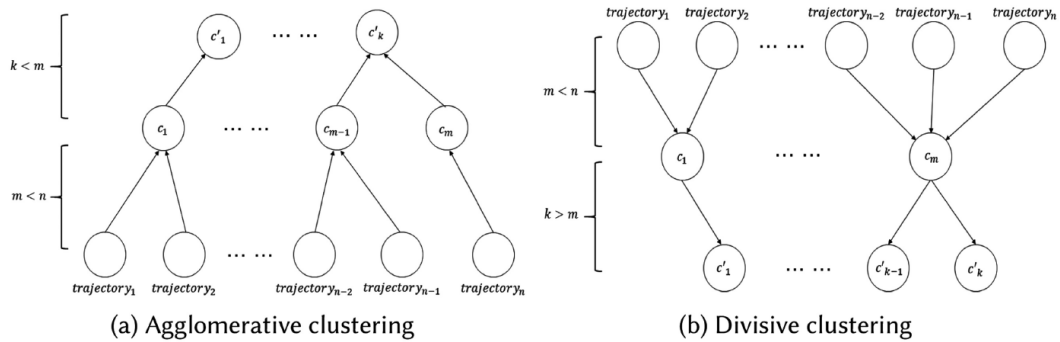 c'₁ ... ... c'ₖ
k < m
c₁ ... ... cₘ₋₁ cₘ
m < n
... ...
trajectory₁ trajectory₂ trajectoryₙ₋₂ trajectoryₙ₋₁ trajectoryₙ
(a) Agglomerative clustering
trajectory₁ trajectory₂ trajectoryₙ₋₂ trajectoryₙ₋₁ trajectoryₙ
... ...
m < n
c₁ ... ... cₘ
k > m
c'₁ ... ... c'ₖ₋₁ c'ₖ
(b) Divisive clustering